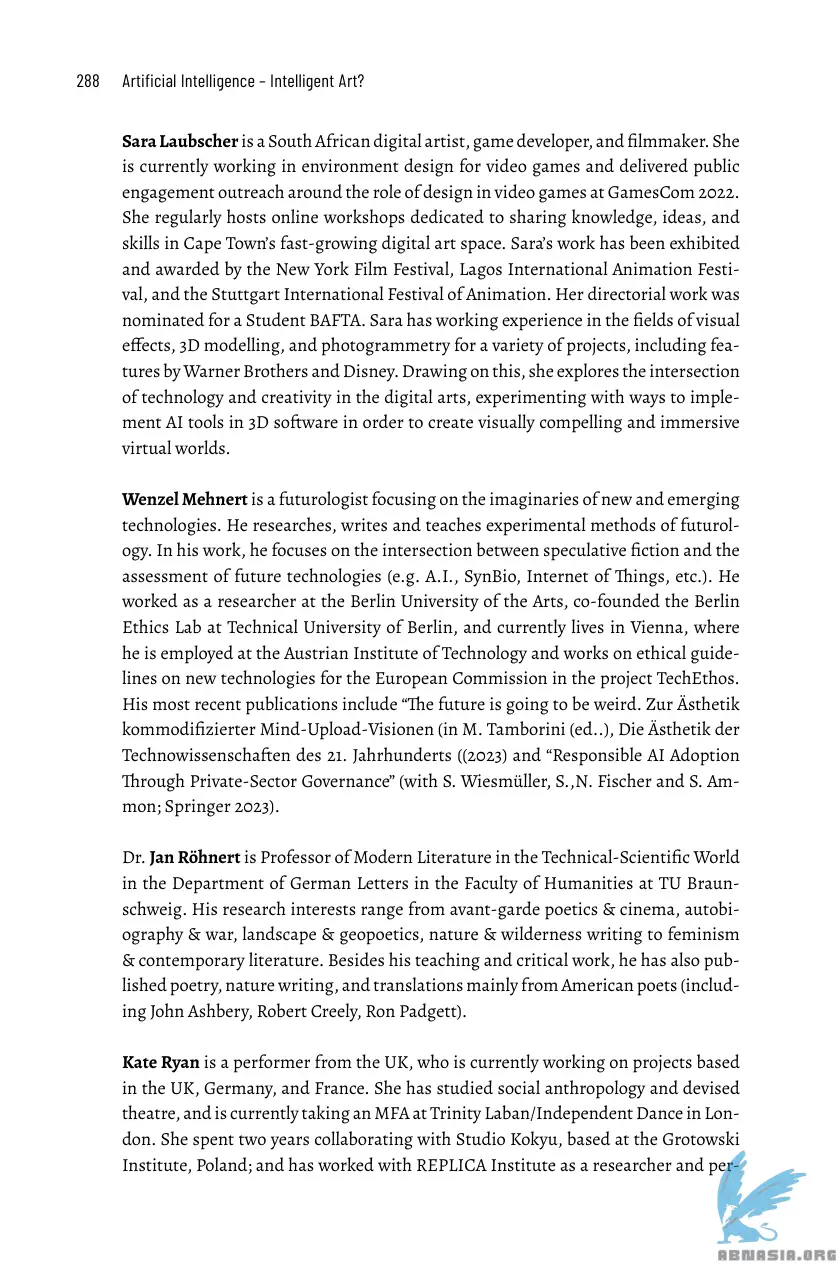 288 Artificial Intelligence – Intelligent Art?
Sara Laubscher is a South African digital artist, game developer, and filmmaker. She
is currently working in environment design for video games and delivered public
engagement outreach around the role of design in video games at GamesCom 2022.
She regularly hosts online workshops dedicated to sharing knowledge, ideas, and
skills in Cape Town’s fast-growing digital art space. Sara’s work has been exhibited
and awarded by the New York Film Festival, Lagos International Animation Festi-
val, and the Stuttgart International Festival of Animation. Her directorial work was
nominated for a Student BAFTA. Sara has working experience in the fields of visual
effects, 3D modelling, and photogrammetry for a variety of projects, including fea-
tures by Warner Brothers and Disney. Drawing on this, she explores the intersection
of technology and creativity in the digital arts, experimenting with ways to imple-
ment AI tools in 3D software in order to create visually compelling and immersive
virtual worlds.
Wenzel Mehnert is a futurologist focusing on the imaginaries of new and emerging
technologies. He researches, writes and teaches experimental methods of futurol-
ogy. In his work, he focuses on the intersection between speculative fiction and the
assessment of future technologies (e.g. A.I., SynBio, Internet of Things, etc.). He
worked as a researcher at the Berlin University of the Arts, co-founded the Berlin
Ethics Lab at Technical University of Berlin, and currently lives in Vienna, where
he is employed at the Austrian Institute of Technology and works on ethical guide-
lines on new technologies for the European Commission in the project TechEthos.
His most recent publications include “The future is going to be weird. Zur Ästhetik
kommodifizierter Mind-Upload-Visionen (in M. Tamborini (ed..), Die Ästhetik der
Technowissenschaften des 21. Jahrhunderts ((2023) and “Responsible AI Adoption
Through Private-Sector Governance” (with S. Wiesmüller, S.,N. Fischer and S. Am-
mon; Springer 2023).
Dr. Jan Röhnert is Professor of Modern Literature in the Technical-Scientific World
in the Department of German Letters in the Faculty of Humanities at TU Braun-
schweig. His research interests range from avant-garde poetics & cinema, autobi-
ography & war, landscape & geopoetics, nature & wilderness writing to feminism
& contemporary literature. Besides his teaching and critical work, he has also pub-
lished poetry, nature writing, and translations mainly from American poets (includ-
ing John Ashbery, Robert Creely, Ron Padgett).
Kate Ryan is a performer from the UK, who is currently working on projects based
in the UK, Germany, and France. She has studied social anthropology and devised
theatre, and is currently taking an MFA at Trinity Laban/Independent Dance in Lon-
don. She spent two years collaborating with Studio Kokyu, based at the Grotowski
Institute, Poland; and has worked with REPLICA Institute as a researcher and per-
ABNASIA.ORG